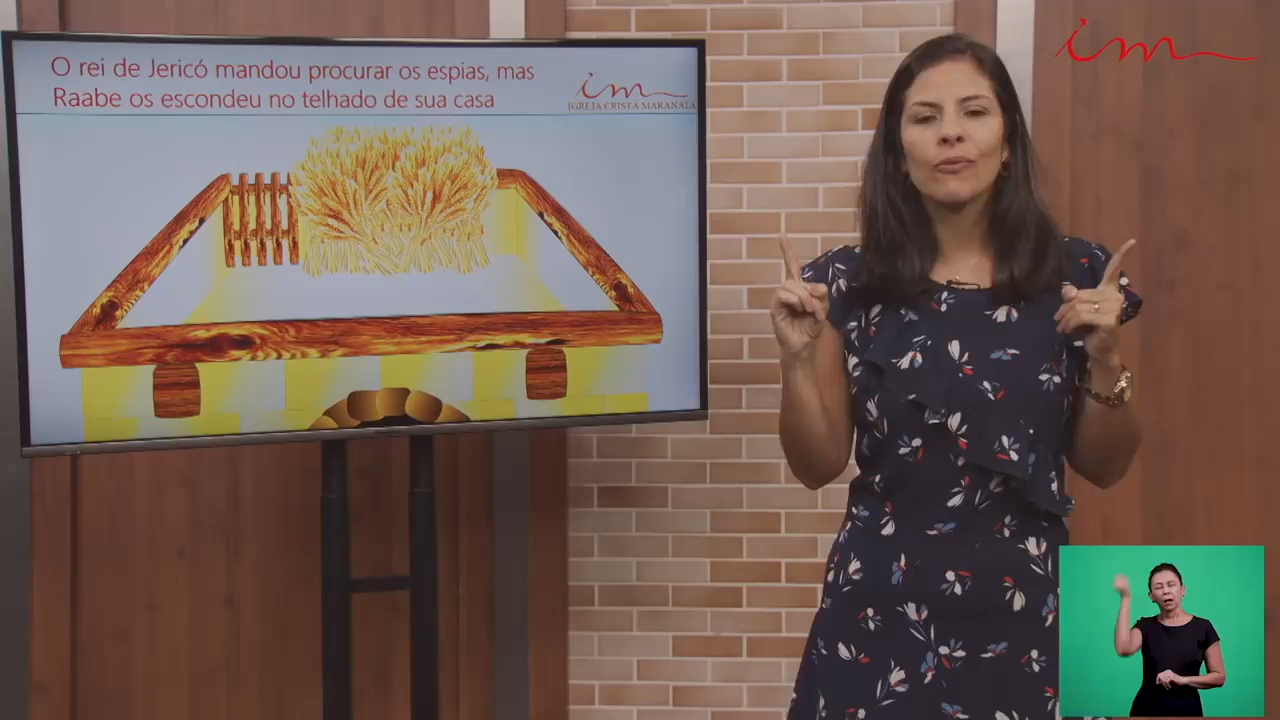 O rei de Jericó mandou procurar os espias, mas
Raabe os escondeu no telhado de sua casa
im
IGREJA CRISTÃ MARANATA
im